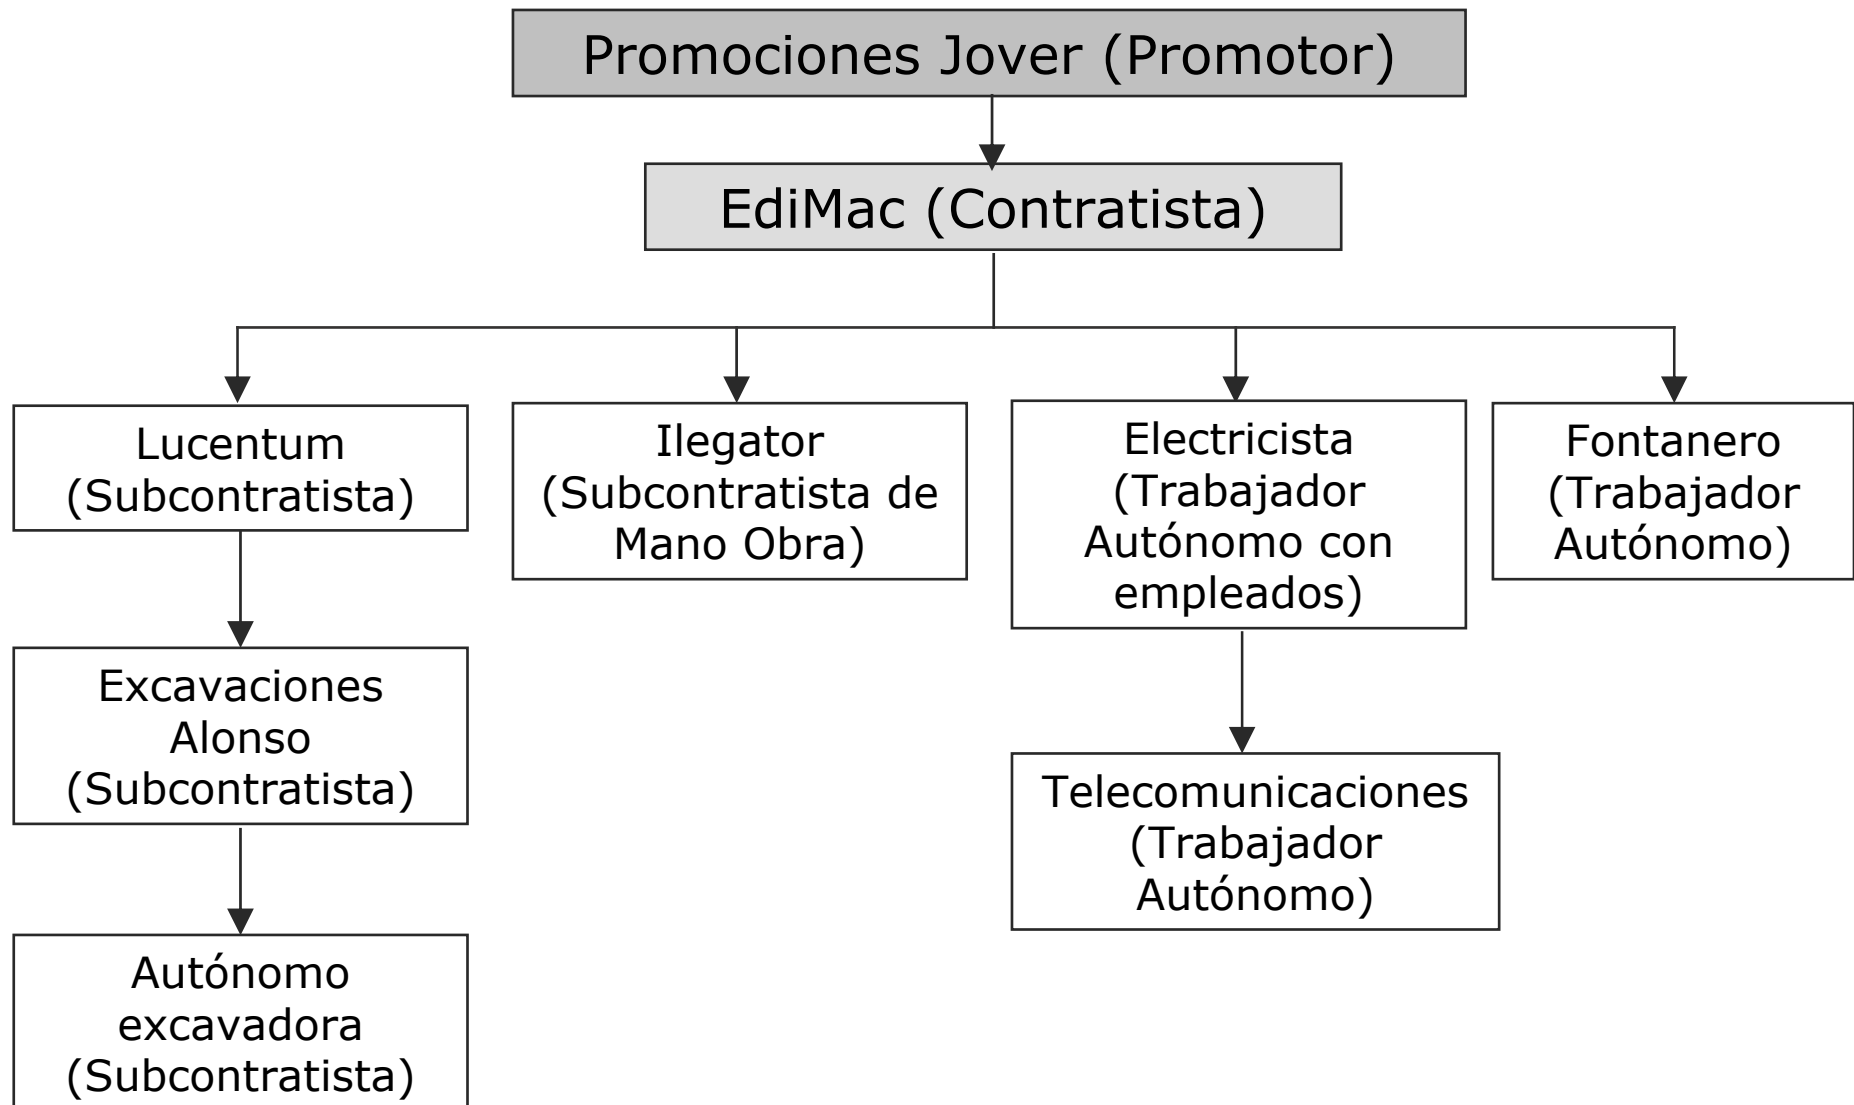 Promociones Jover (Promotor)
EdiMac (Contratista)
Lucentum
(Subcontratista)
Ilegator
(Subcontratista de
Mano Obra)
Electricista
(Trabajador
Autónomo con
empleados)
Fontanero
(Trabajador
Autónomo)
Excavaciones
Alonso
(Subcontratista)
Telecomunicaciones
(Trabajador
Autónomo)
Autónomo
excavadora
(Subcontratista)